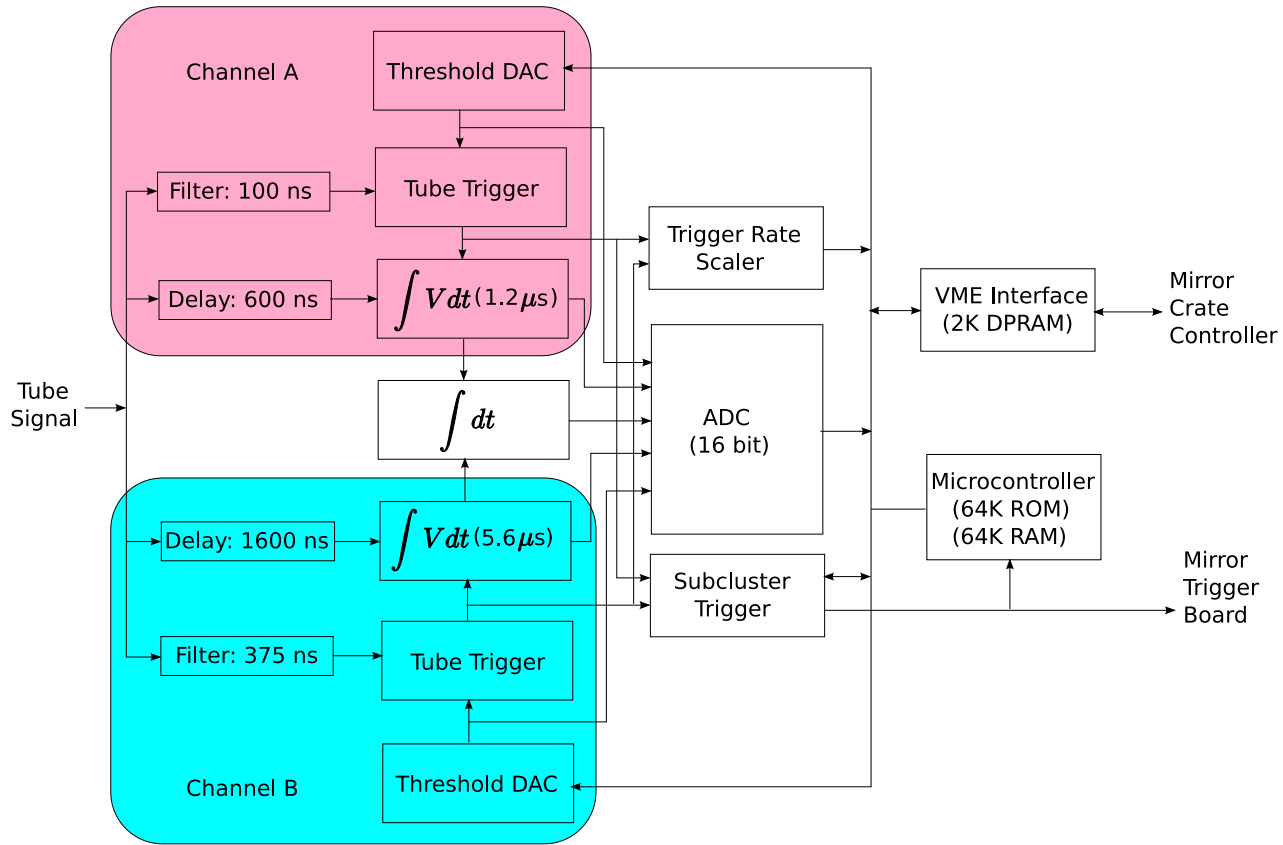 Channel A
Threshold DAC
Filter: 100 ns
Tube Trigger
Delay: 600 ns
∫ V dt (1.2μs)
Tube
Signal
∫ dt
Delay: 1600 ns
∫ V dt (5.6μs)
Filter: 375 ns
Tube Trigger
Channel B
Threshold DAC
Trigger Rate
Scaler
ADC
(16 bit)
Subcluster
Trigger
VME Interface
(2K DPRAM)
Mirror
Crate
Controller
Microcontroller
(64K ROM)
(64K RAM)
Mirror
Trigger
Board